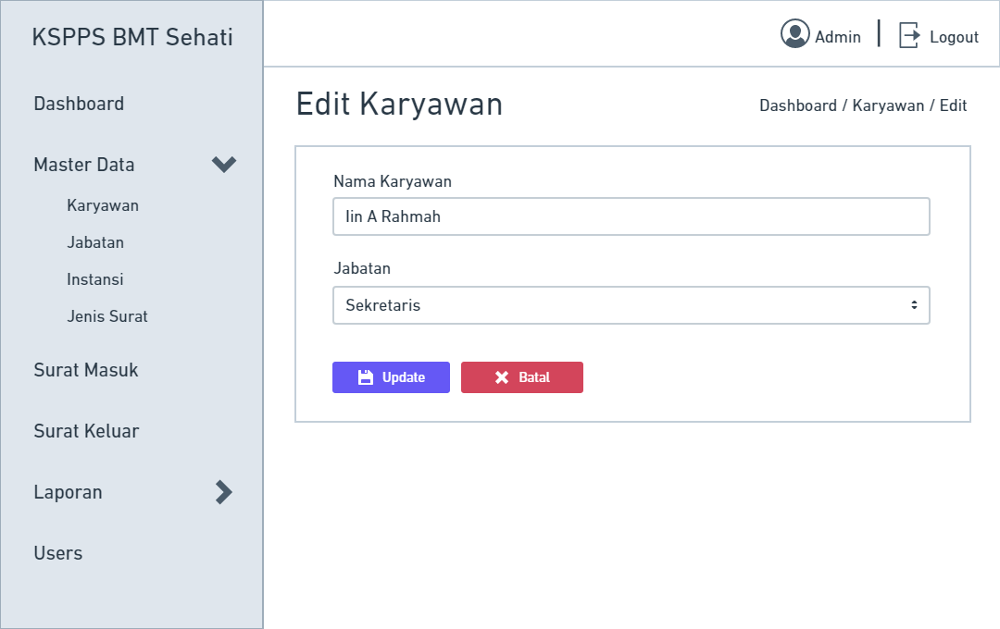 KSPPS BMT Sehati
Admin
Logout
Dashboard
Master Data
Karyawan
Jabatan
Instansi
Jenis Surat
Surat Masuk
Surat Keluar
Laporan
Users
Edit Karyawan
Dashboard / Karyawan / Edit
Nama Karyawan
Iin A Rahmah
Jabatan
Sekretaris
Update
Batal